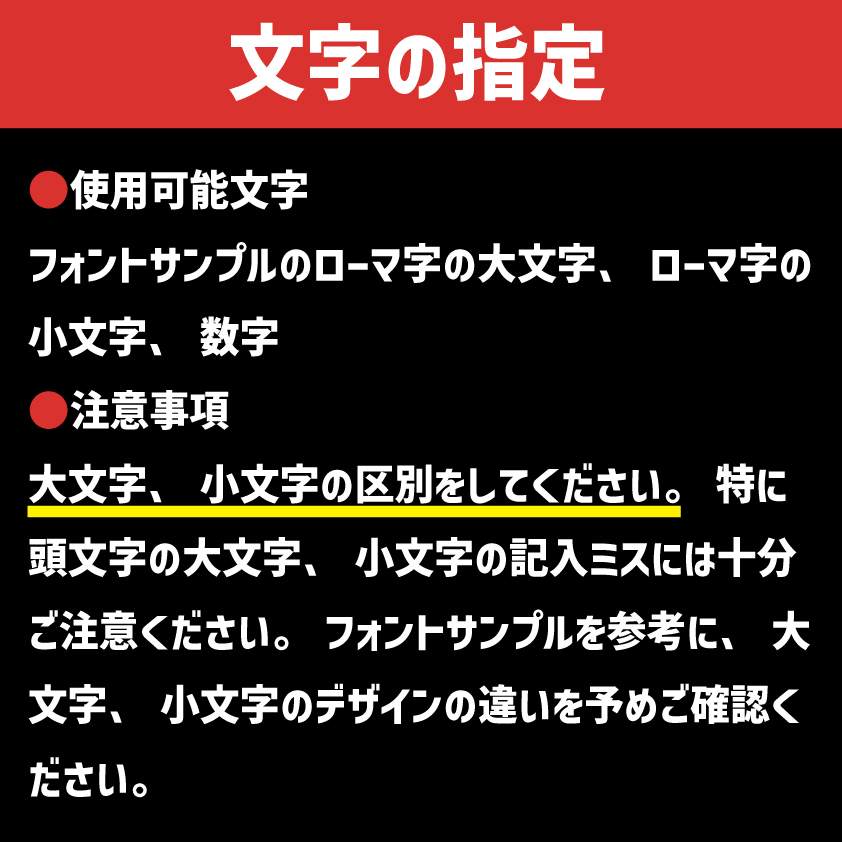 文字の指定
●使用可能文字
フォントサンプルのローマ字の大文字、ローマ字の
小文字、数字
●注意事項
大文字、小文字の区別をしてください。特に
頭文字の大文字、小文字の記入ミスには十分
ご注意ください。フォントサンプルを参考に、大
文字、小文字のデザインの違いを予めご確認く
ださい。